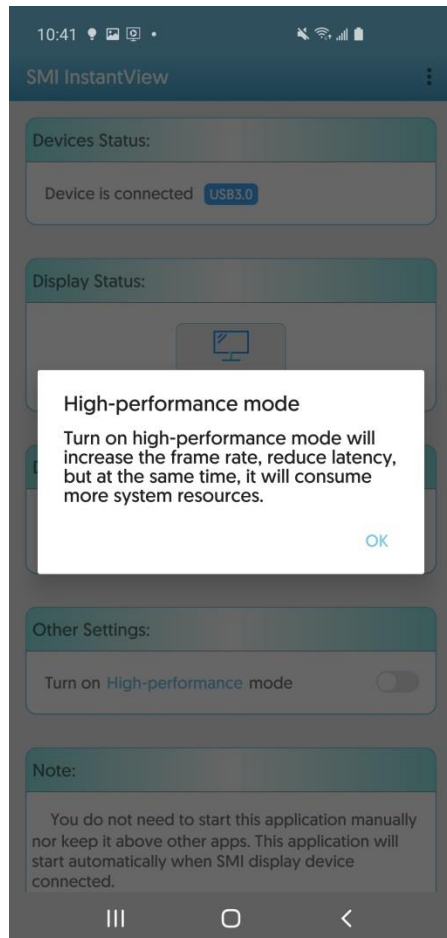 10:41
SMI InstantView
Devices Status:
Device is connected USB3.0
Display Status:
High-performance mode
Turn on high-performance mode will
increase the frame rate, reduce latency,
but at the same time, it will consume
more system resources.
OK
Other Settings:
Turn on High-performance mode
Note:
You do not need to start this application manually
nor keep it above other apps. This application will
start automatically when SMI display device
connected.